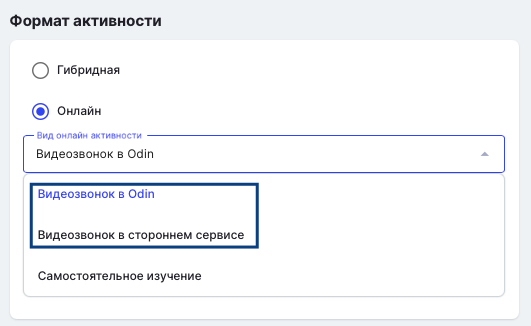 Формат активности
Гибридная
Онлайн
Вид онлайн активности
Видеозвонок в Odin
Видеозвонок в Odin
Видеозвонок в стороннем сервисе
Самостоятельное изучение